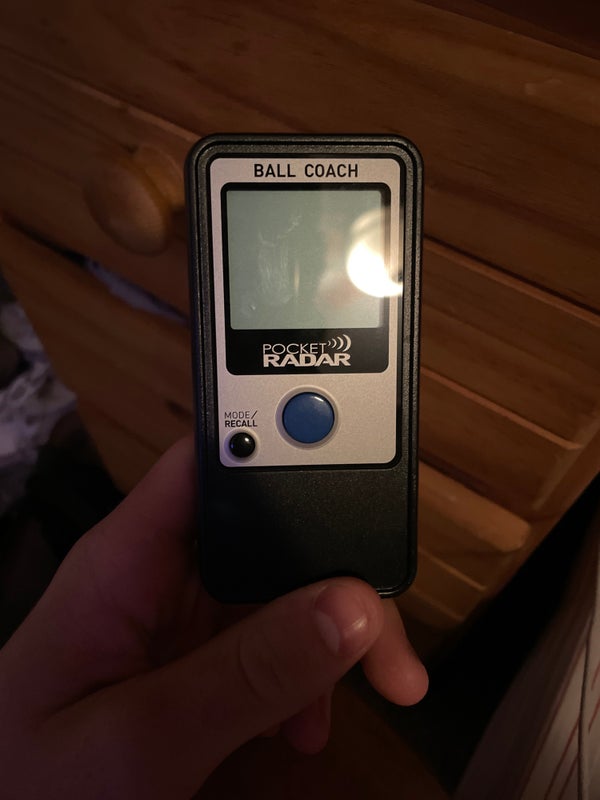 BALL COACH
POCKET
RADAR
MODE/
RECALL